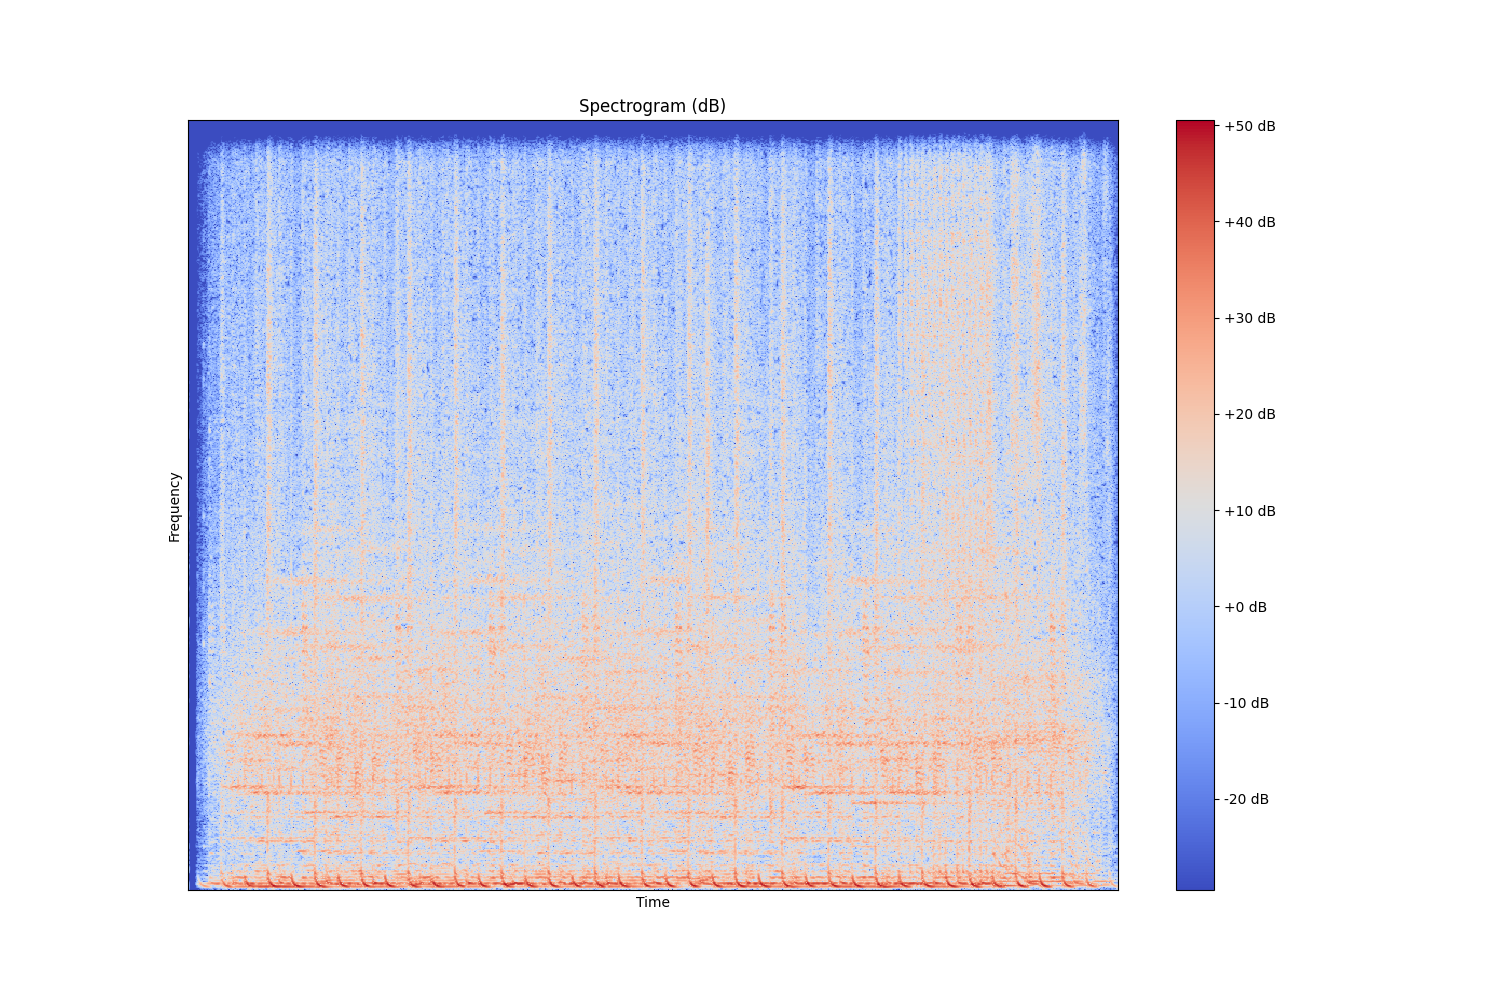 Spectrogram (dB)
Frequency
Time
+50 dB
+40 dB
+30 dB
+20 dB
+10 dB
+0 dB
-10 dB
-20 dB